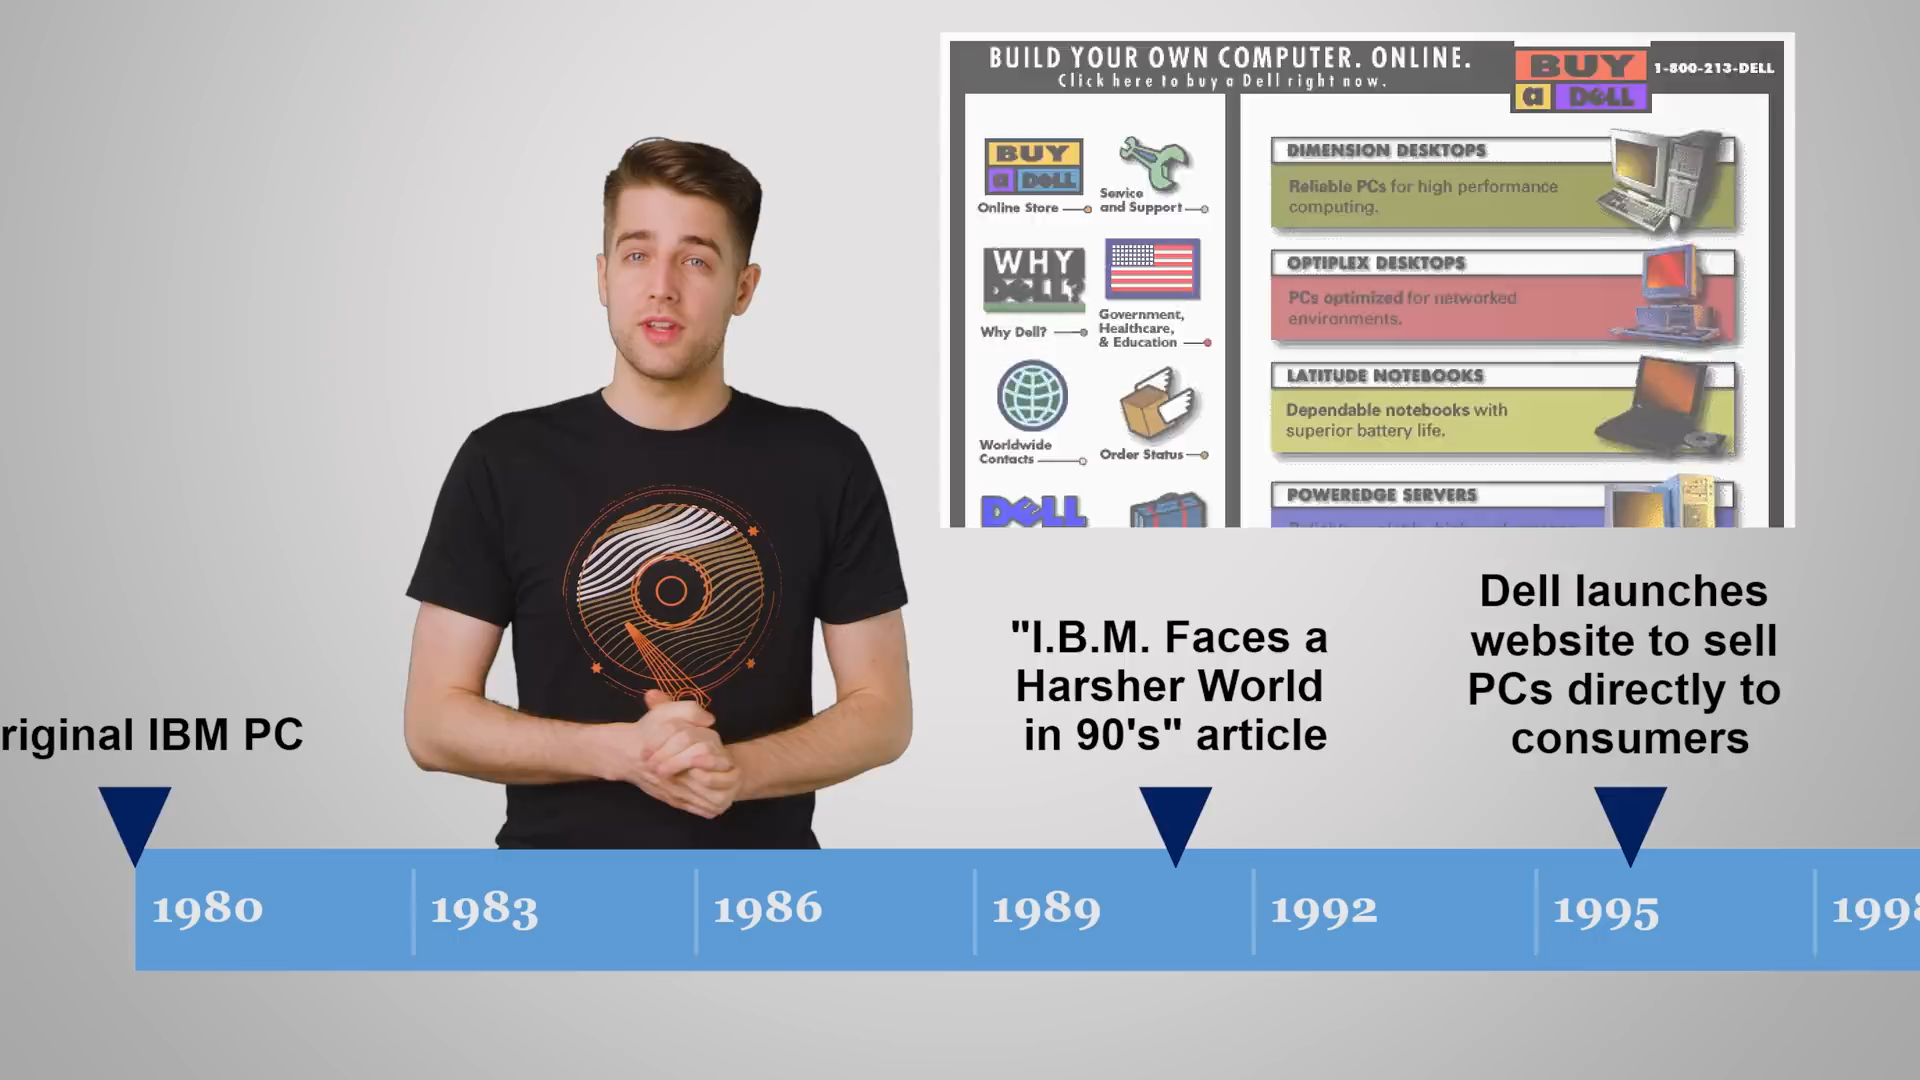 BUILD YOUR OWN COMPUTER. ONLINE.
Click here to buy a Dell right now.
BUY
a DELL
1-800-213-DELL
BUY
a DELL
Online Store
Service
and Support
WHY
DELL?
Why Dell?
Government,
Healthcare,
& Education
Worldwide
Contacts
Order Status
DELL
DIMENSION DESKTOPS
Reliable PCs for high performance
computing.
OPTIPLEX DESKTOPS
PCs optimized for networked
environments.
LATITUDE NOTEBOOKS
Dependable notebooks with
superior battery life.
POWEREDGE SERVERS
riginal IBM PC
"I.B.M. Faces a
Harsher World
in 90's" article
Dell launches
website to sell
PCs directly to
consumers
1980
1983
1986
1989
1992
1995